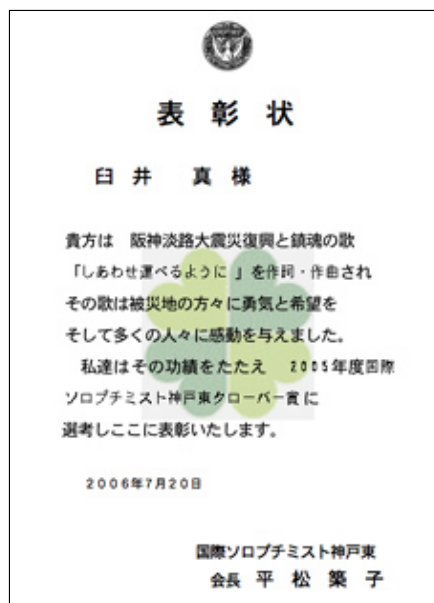 表彰状
臼井 真様
貴方は 阪神淡路大震災復興と鎮魂の歌
「しあわせ運べるように」を作詞・作曲され
その歌は被災地の方々に勇気と希望を
そして多くの人々に感動を与えました。
私達はその功績をたたえ 2005年度国際
ソロプチミスト神戸東クローバー賞に
選考しここに表彰いたします。
2006年7月20日
国際ソロプチミスト神戸東
会長 平松築子